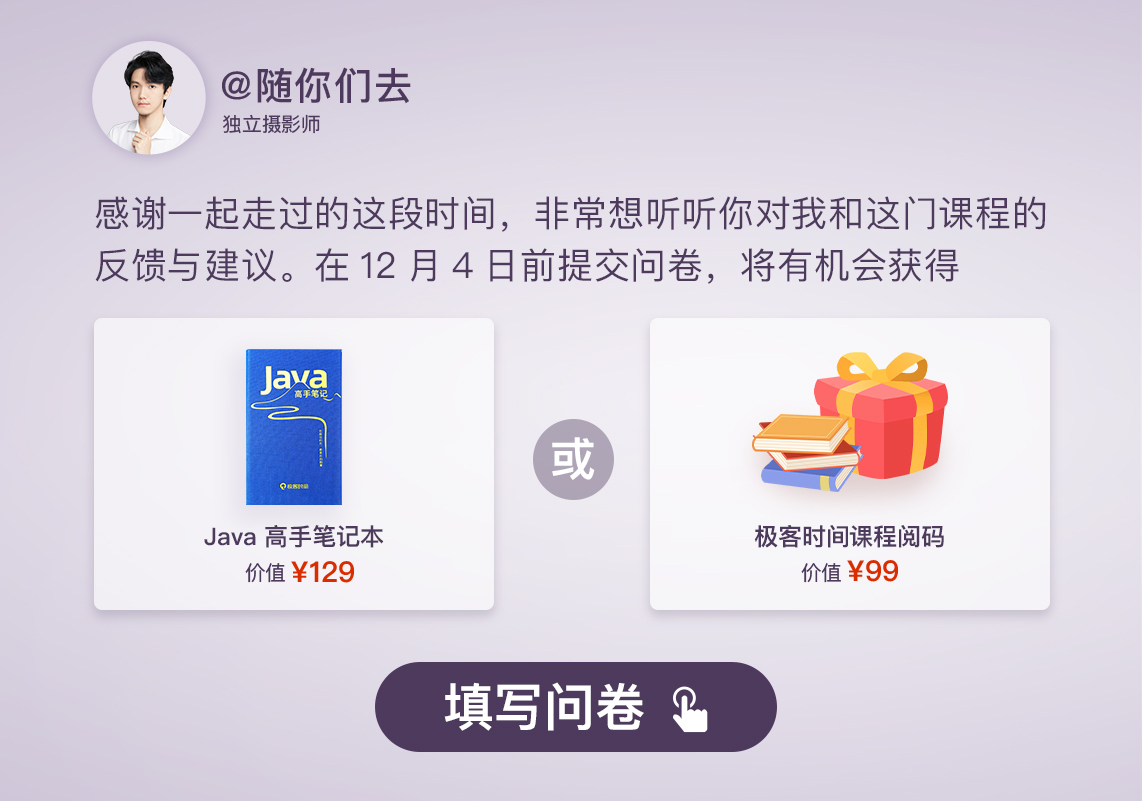 @随你们去
独立摄影师
感谢一起走过的这段时间，非常想听听你对我和这门课程的
反馈与建议。在 12 月 4 日前提交问卷，将有机会获得
Java
高手笔记
极客时间
或
Java 高手笔记本
价值 ¥129
极客时间课程阅码
价值 ¥99
填写问卷